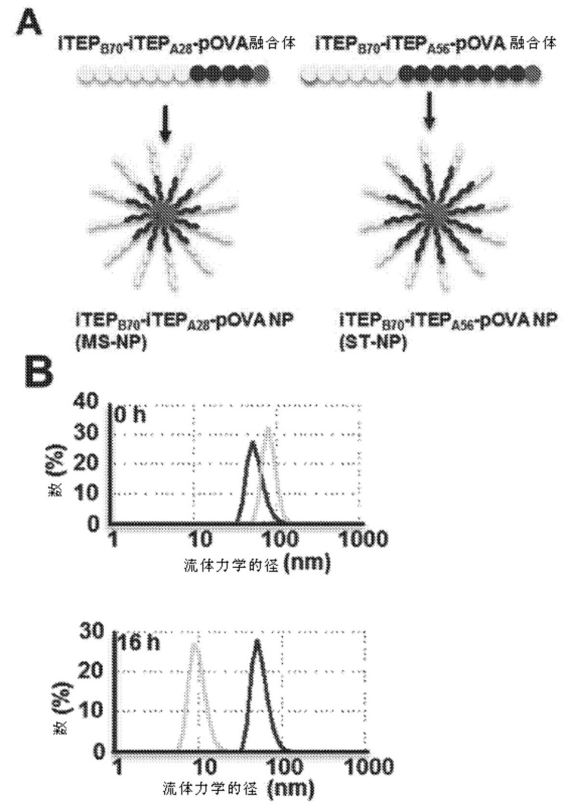 A
iTEPB70-iTEPA28-pOVA融合体
iTEPB70-iTEPA56-pOVA融合体
iTEPB70-iTEPA28-pOVA NP
(MS-NP)
iTEPB70-iTEPA56-pOVA NP
(ST-NP)
B
40
30
20
10
0
0 h
数 (%)
1
10
100
1000
流体力学的径 (nm)
30
20
10
0
16 h
数 (%)
1
10
100
1000
流体力学的径 (nm)